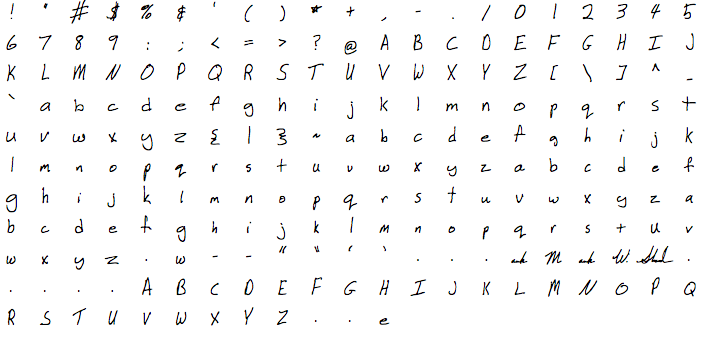 ! " # $ % & ' ( ) * + , - . / 0 1 2 3 4 5
6 7 8 9 : ; < = > ? @ A B C D E F G H I J
K L M N O P Q R S T U V W X Y Z [ \ ] ^ _
` a b c d e f g h i j k l m n o p q r s t
u v w x y z { | } ~ a b c d e f g h i j k
l m n o p q r s t u v w x y z a b c d e f
g h i j k l m n o p q r s t u v w x y z a
b c d e f g h i j k l m n o p q r s t u v
w x y z . w - - “ " ‘ ` . . . M W. .
. . . . A B C D E F G H I J K L M N O P Q
R S T U V W X Y Z . . e